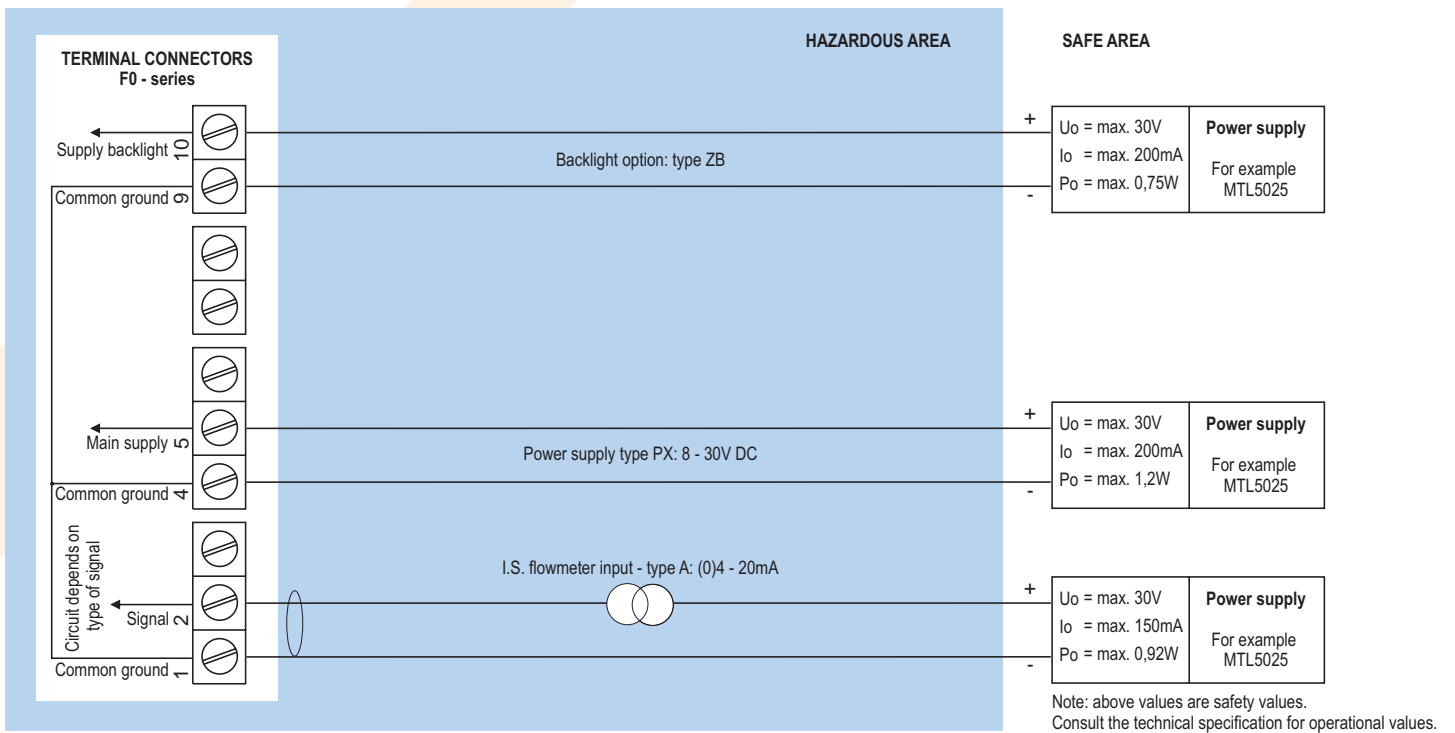 HAZARDOUS AREA
SAFE AREA
TERMINAL CONNECTORS
F0 - series
Supply backlight
10
Common ground
9
Backlight option: type ZB
+
-
Uo = max. 30V
Io = max. 200mA
Po = max. 0,75W
Power supply
For example
MTL5025
Main supply
5
Common ground
4
Power supply type PX: 8 - 30V DC
+
-
Uo = max. 30V
Io = max. 200mA
Po = max. 1,2W
Power supply
For example
MTL5025
Circuit depends on
type of signal
Signal
2
Common ground
1
I.S. flowmeter input - type A: (0)4 - 20mA
+
-
Uo = max. 30V
Io = max. 150mA
Po = max. 0,92W
Power supply
For example
MTL5025
Note: above values are safety values.
Consult the technical specification for operational values.